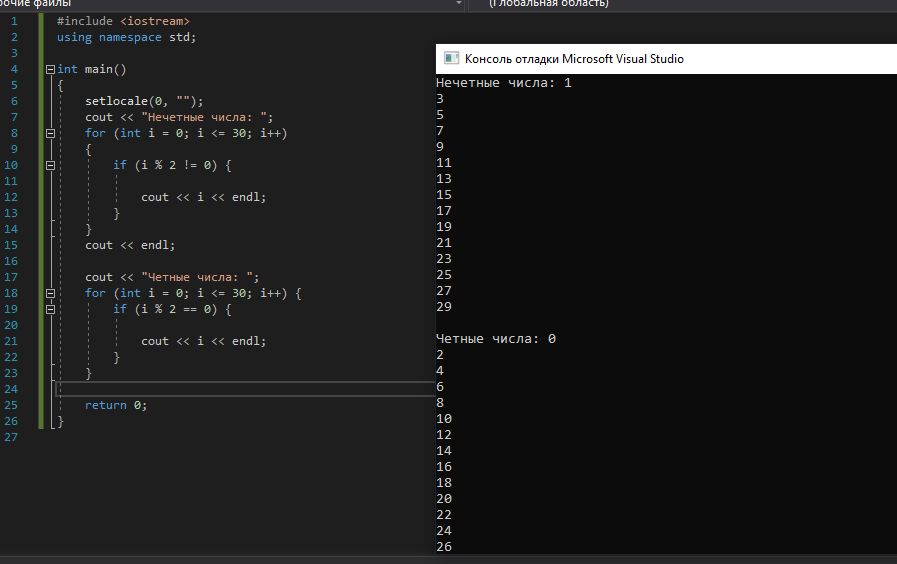 рочие файлы
(Глобальная область)
1 #include <iostream>
2 using namespace std;
3
4 int main()
5 {
6 setlocale(0, "");
7 cout << "Нечетные числа: ";
8 for (int i = 0; i <= 30; i++)
9 {
10 if (i % 2 != 0) {
11
12 cout << i << endl;
13 }
14 }
15 cout << endl;
16
17 cout << "Четные числа: ";
18 for (int i = 0; i <= 30; i++) {
19 if (i % 2 == 0) {
20
21 cout << i << endl;
22 }
23 }
24
25 return 0;
26 }
27
Консоль отладки Microsoft Visual Studio
Нечетные числа: 1
3
5
7
9
11
13
15
17
19
21
23
25
27
29
Четные числа: 0
2
4
6
8
10
12
14
16
18
20
22
24
26